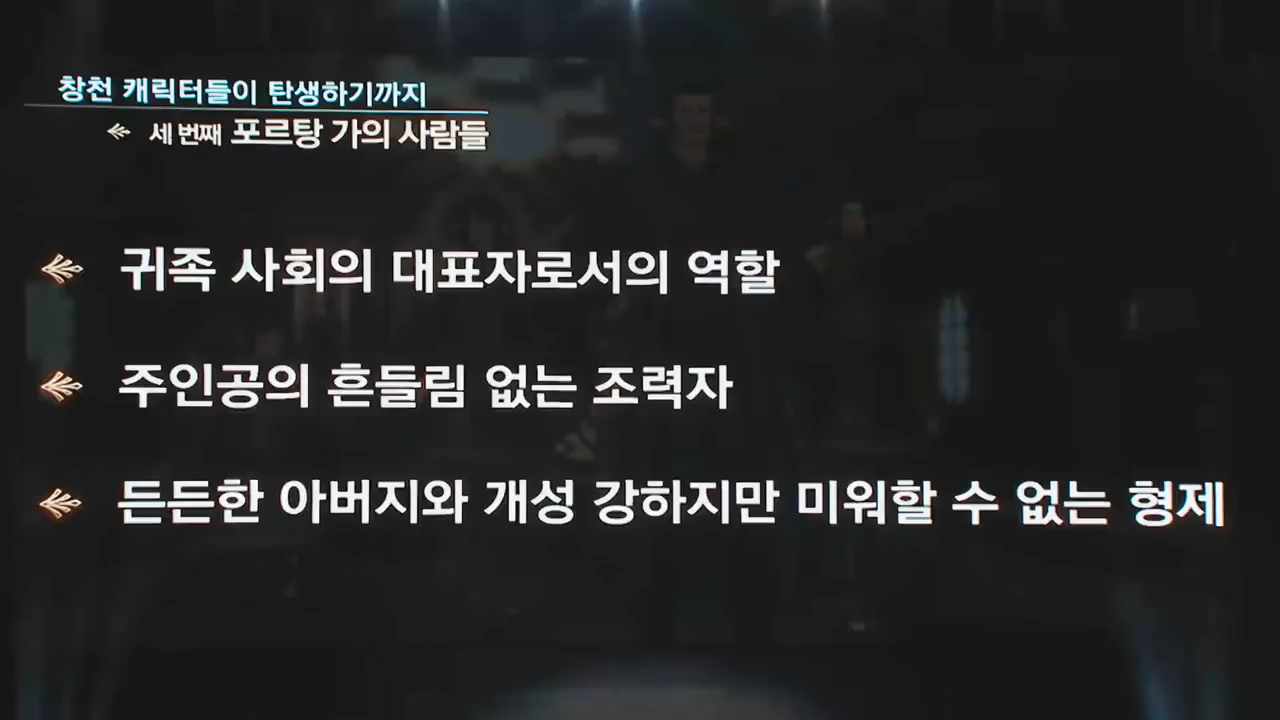 창천 캐릭터들이 탄생하기까지
세 번째 포르탕 가의 사람들
귀족 사회의 대표자로서의 역할
주인공의 흔들림 없는 조력자
든든한 아버지와 개성 강하지만 미워할 수 없는 형제